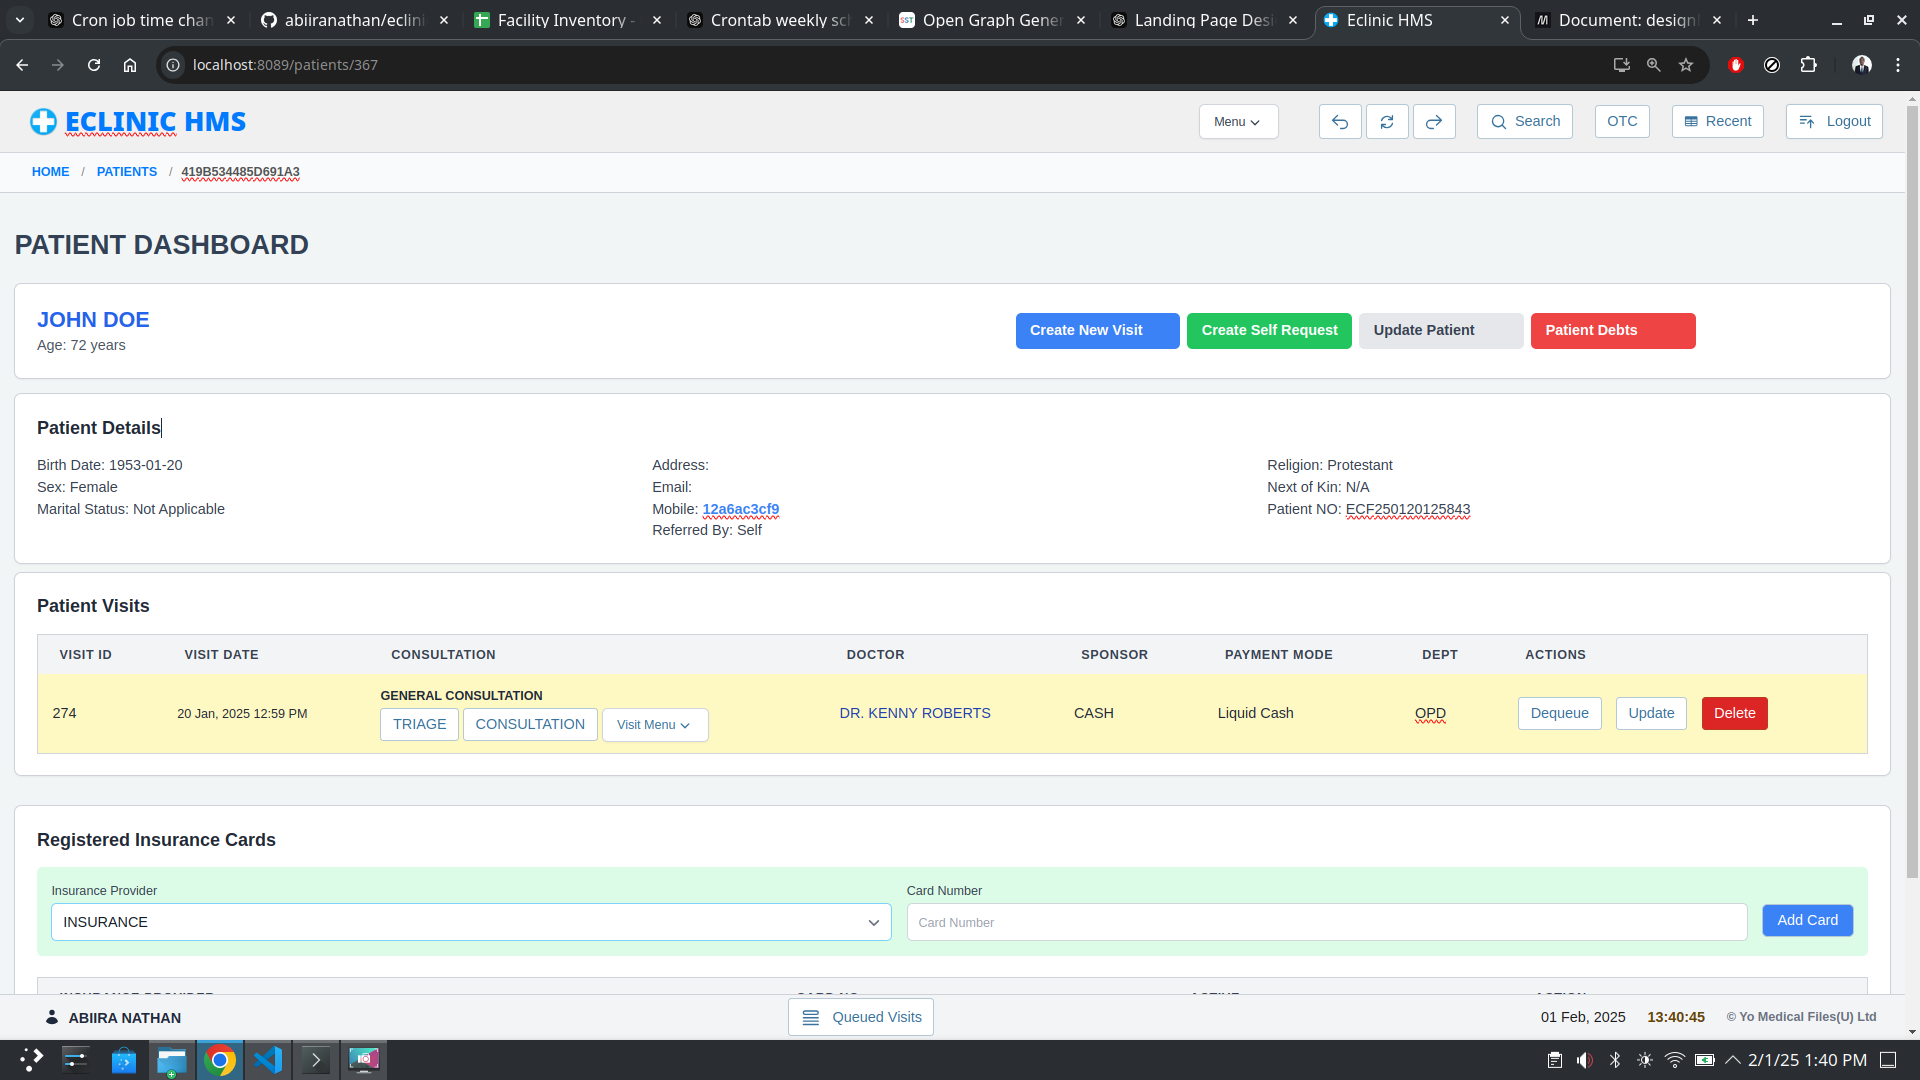 Cron job time chan
abiiranathan/eclini
Facility Inventory -
Crontab weekly sch
Open Graph Gener
Landing Page Desi
Eclinic HMS
Document: design
localhost:8089/patients/367
ECLINIC HMS
Menu
Search
OTC
Recent
Logout
HOME / PATIENTS / 419B534485D691A3
PATIENT DASHBOARD
JOHN DOE
Age: 72 years
Create New Visit
Create Self Request
Update Patient
Patient Debts
Patient Details
Birth Date: 1953-01-20
Sex: Female
Marital Status: Not Applicable
Address:
Email:
Mobile: 12a6ac3cf9
Referred By: Self
Religion: Protestant
Next of Kin: N/A
Patient NO: ECF250120125843
Patient Visits
VISIT ID VISIT DATE CONSULTATION DOCTOR SPONSOR PAYMENT MODE DEPT ACTIONS
GENERAL CONSULTATION
274 20 Jan, 2025 12:59 PM TRIAGE CONSULTATION Visit Menu DR. KENNY ROBERTS CASH Liquid Cash OPD Dequeue Update Delete
Registered Insurance Cards
Insurance Provider
Card Number
INSURANCE
Card Number
Add Card
INSURANCE PROVIDER CARD NO ACTIVE ACTION
ABIIRA NATHAN
Queued Visits
01 Feb, 2025
13:40:45
© Yo Medical Files(U) Ltd
2/1/25 1:40 PM